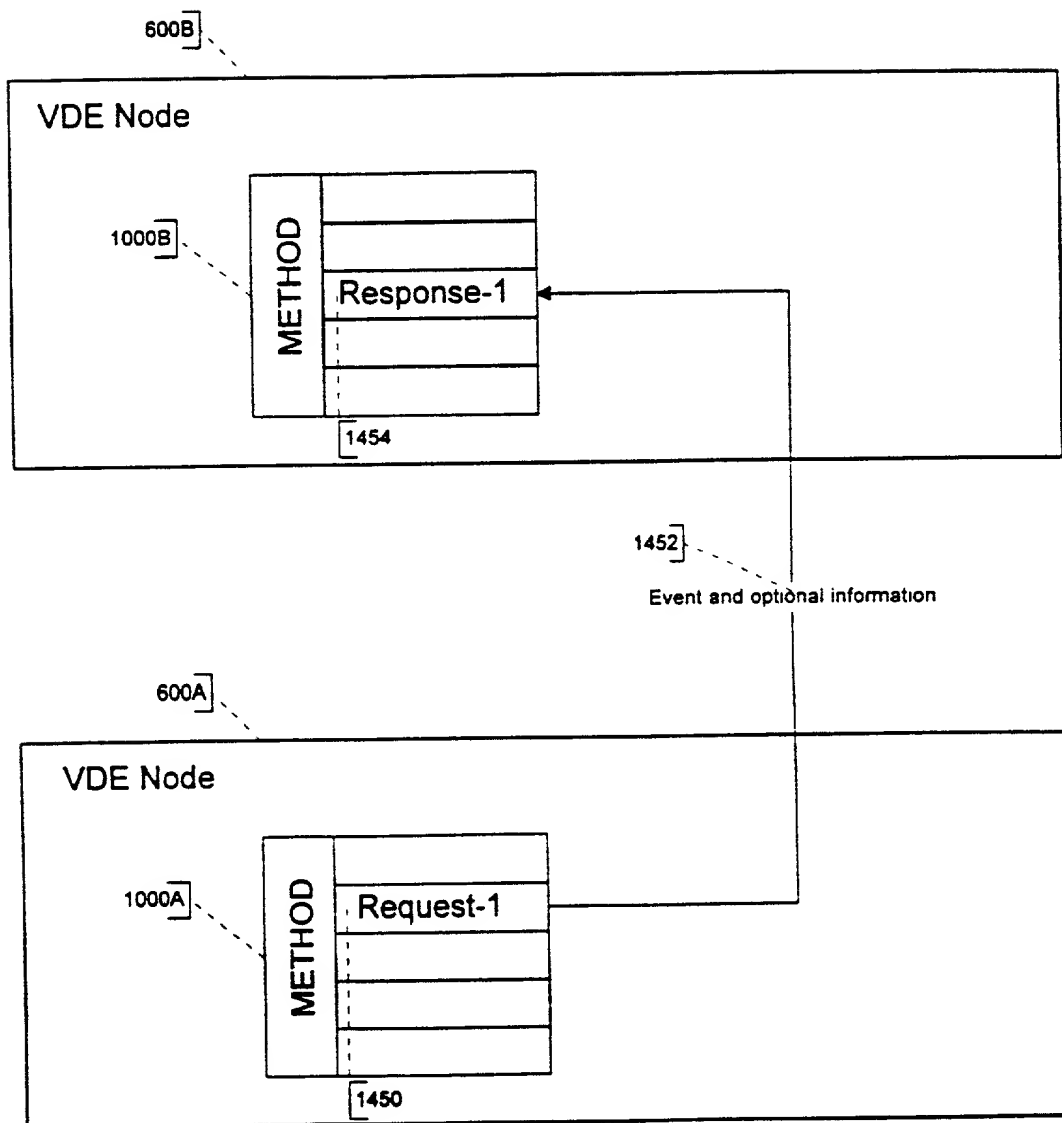 600B
VDE Node
1000B
METHOD
Response-1
1454
1452
Event and optional information
600A
VDE Node
1000A
METHOD
Request-1
1450